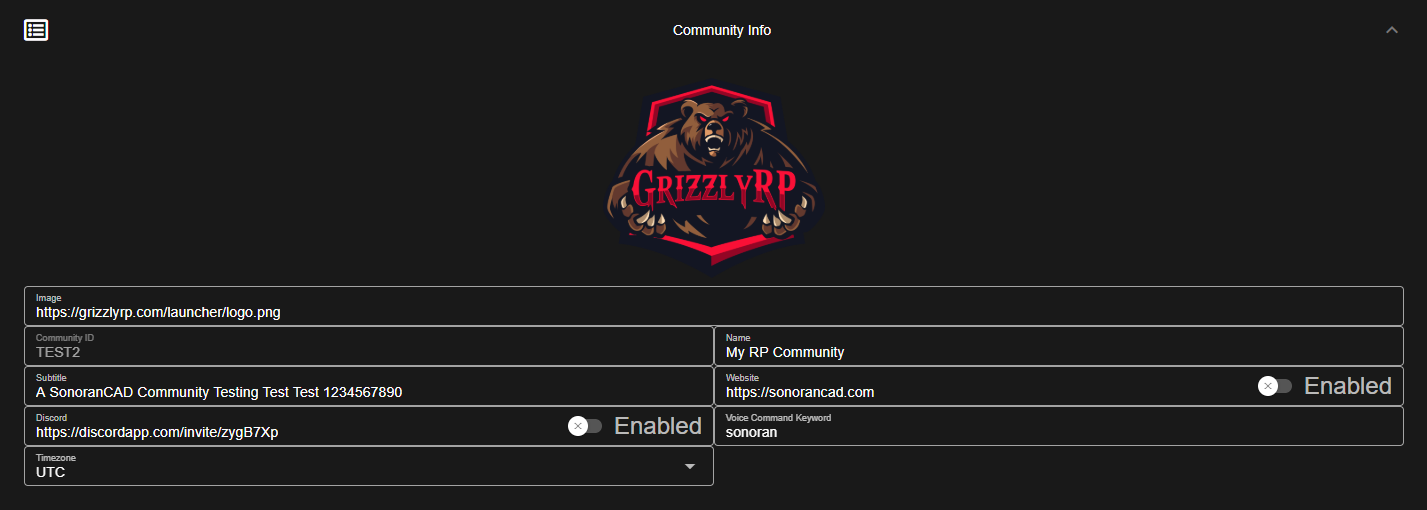 Community Info
GrizzlyRP
Image
https://grizzlyrp.com/launcher/logo.png
Community ID
TEST2
Name
My RP Community
Subtitle
A SonoranCAD Community Testing Test Test 1234567890
Website
https://sonorancad.com
Enabled
Discord
https://discordapp.com/invite/zygB7Xp
Enabled
Voice Command Keyword
sonoran
Timezone
UTC